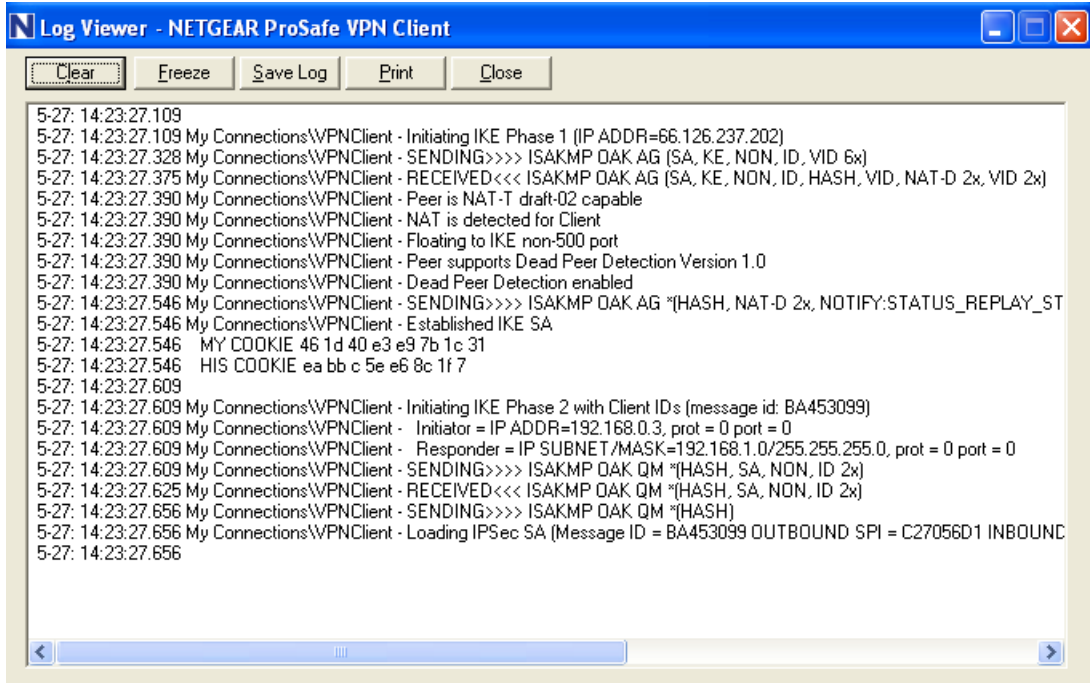 N Log Viewer - NETGEAR ProSafe VPN Client
Clear Freeze Save Log Print Close
5-27: 14:23:27.109
5-27: 14:23:27.109 My Connections\VPNClient - Initiating IKE Phase 1 (IP ADDR=66.126.237.202)
5-27: 14:23:27.328 My Connections\VPNClient - SENDING>>>> ISAKMP OAK AG (SA, KE, NON, ID, VID 6x)
5-27: 14:23:27.375 My Connections\VPNClient - RECEIVED<<< ISAKMP OAK AG (SA, KE, NON, ID, HASH, VID, NAT-D 2x, VID 2x)
5-27: 14:23:27.390 My Connections\VPNClient - Peer is NAT-T draft-02 capable
5-27: 14:23:27.390 My Connections\VPNClient - NAT is detected for Client
5-27: 14:23:27.390 My Connections\VPNClient - Floating to IKE non-500 port
5-27: 14:23:27.390 My Connections\VPNClient - Peer supports Dead Peer Detection Version 1.0
5-27: 14:23:27.390 My Connections\VPNClient - Dead Peer Detection enabled
5-27: 14:23:27.546 My Connections\VPNClient - SENDING>>>> ISAKMP OAK AG *(HASH, NAT-D 2x, NOTIFY:STATUS_REPLAY_ST
5-27: 14:23:27.546 My Connections\VPNClient - Established IKE SA
5-27: 14:23:27.546 MY COOKIE 46 1d 40 e3 e9 7b 1c 31
5-27: 14:23:27.546 HIS COOKIE ea bb c 5e e6 8c 1f 7
5-27: 14:23:27.609
5-27: 14:23:27.609 My Connections\VPNClient - Initiating IKE Phase 2 with Client IDs (message id: BA453099)
5-27: 14:23:27.609 My Connections\VPNClient - Initiator = IP ADDR=192.168.0.3, prot = 0 port = 0
5-27: 14:23:27.609 My Connections\VPNClient - Responder = IP SUBNET/MASK=192.168.1.0/255.255.255.0, prot = 0 port = 0
5-27: 14:23:27.609 My Connections\VPNClient - SENDING>>>> ISAKMP OAK QM *(HASH, SA, NON, ID 2x)
5-27: 14:23:27.625 My Connections\VPNClient - RECEIVED<<< ISAKMP OAK QM *(HASH, SA, NON, ID 2x)
5-27: 14:23:27.656 My Connections\VPNClient - SENDING>>>> ISAKMP OAK QM *(HASH)
5-27: 14:23:27.656 My Connections\VPNClient - Loading IPSec SA (Message ID = BA453099 OUTBOUND SPI = C27056D1 INBOUND
5-27: 14:23:27.656